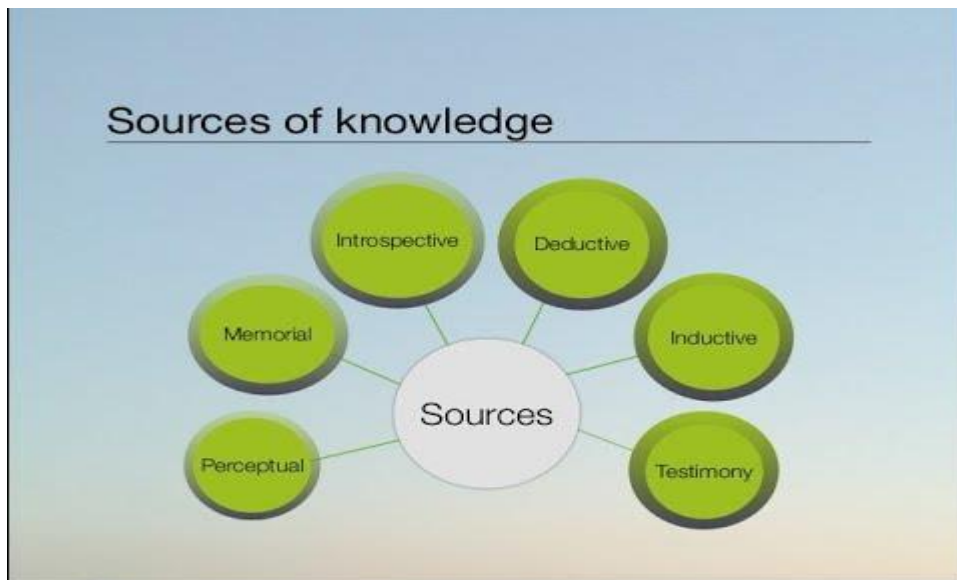 Sources of knowledge
Introspective
Deductive
Memorial
Inductive
Sources
Perceptual
Testimony